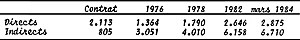 Contrat 1976 1978 1982 mars 1984
Directs 2.113 1.364 1.790 2.646 2.875
Indirects 805 3.051 4.010 6.158 6.710